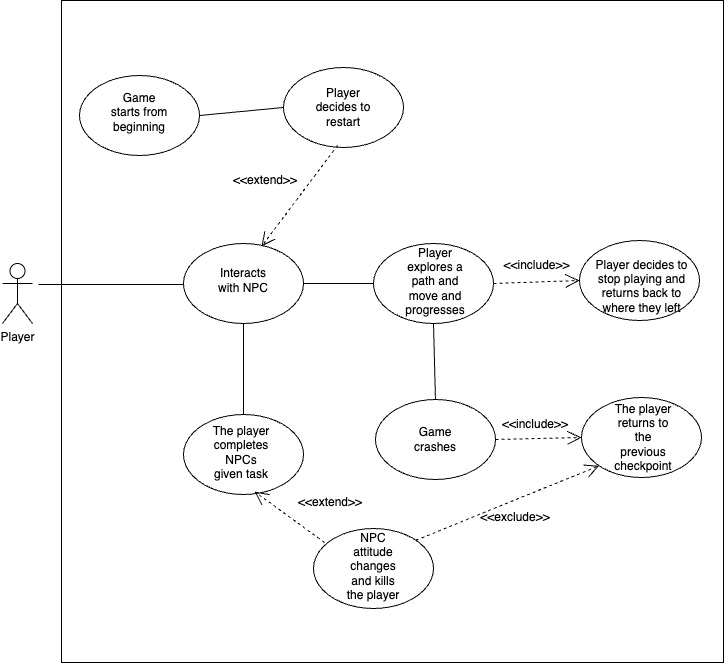 Game
starts from
beginning
Player
decides to
restart
<<extend>>
Interacts
with NPC
Player
explores a
path and
move and
progresses
<<include>>
Player decides to
stop playing and
returns back to
where they left
Player
The player
completes
NPCs
given task
Game
crashes
<<include>>
The player
returns to
the
previous
checkpoint
<<extend>>
<<exclude>>
NPC
attitude
changes
and kills
the player